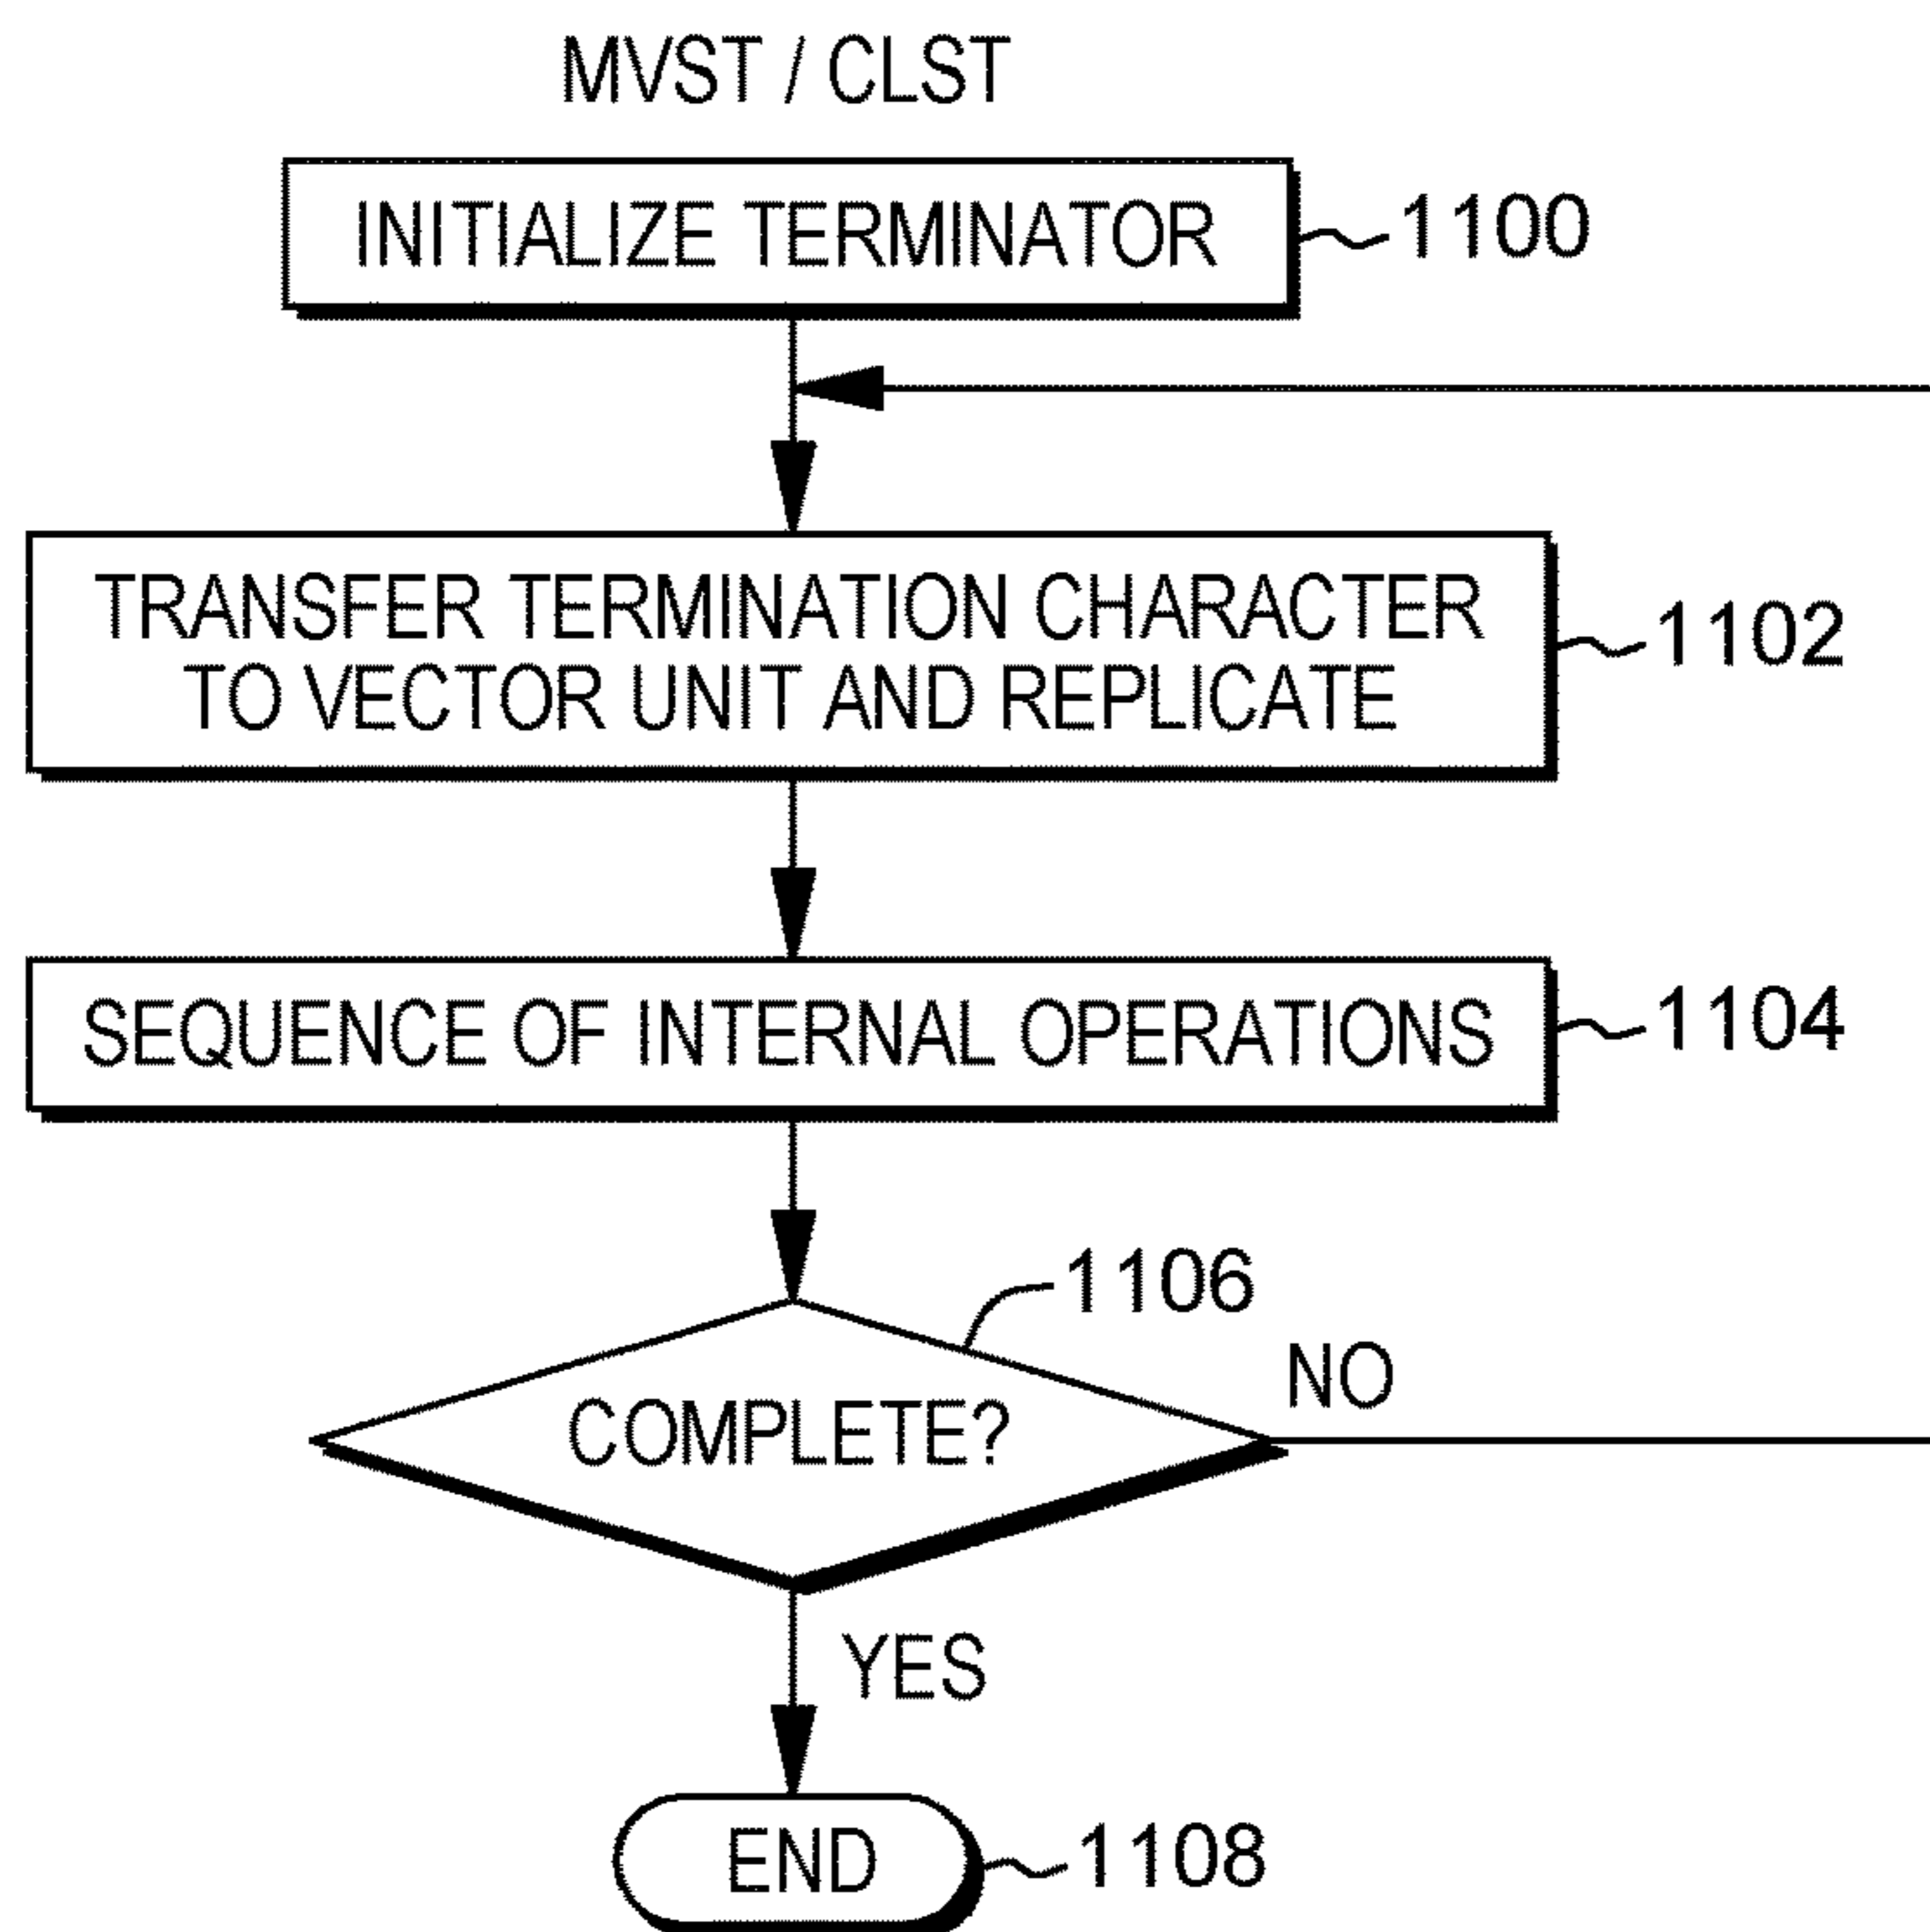 MVST / CLST
INITIALIZE TERMINATOR
1100
TRANSFER TERMINATION CHARACTER
TO VECTOR UNIT AND REPLICATE
1102
SEQUENCE OF INTERNAL OPERATIONS
1104
1106
COMPLETE?
NO
YES
END
1108